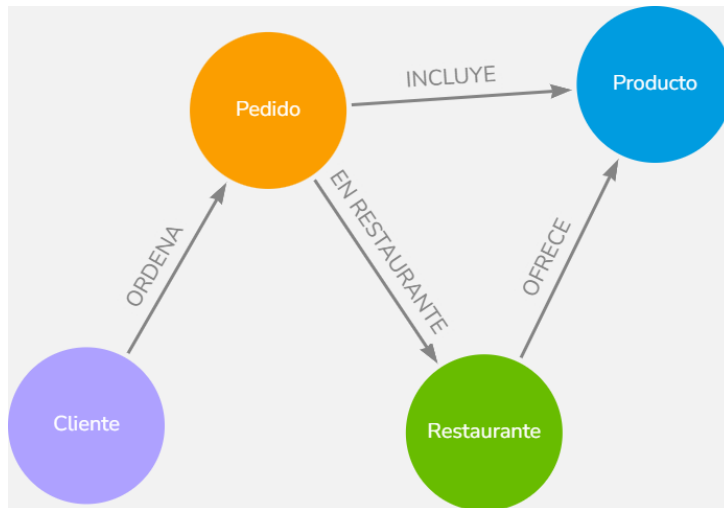 INCLUYE
Pedido
Producto
EN RESTAURANTE
ORDENA
OFRECE
Cliente
Restaurante